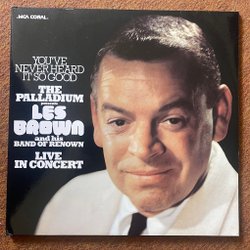 MCA CORAL
YOU'VE
NEVER HEARD
IT SO GOOD
THE
PALLADIUM
presents
LES
BROWN
and his
BAND OF RENOWN
LIVE
IN CONCERT